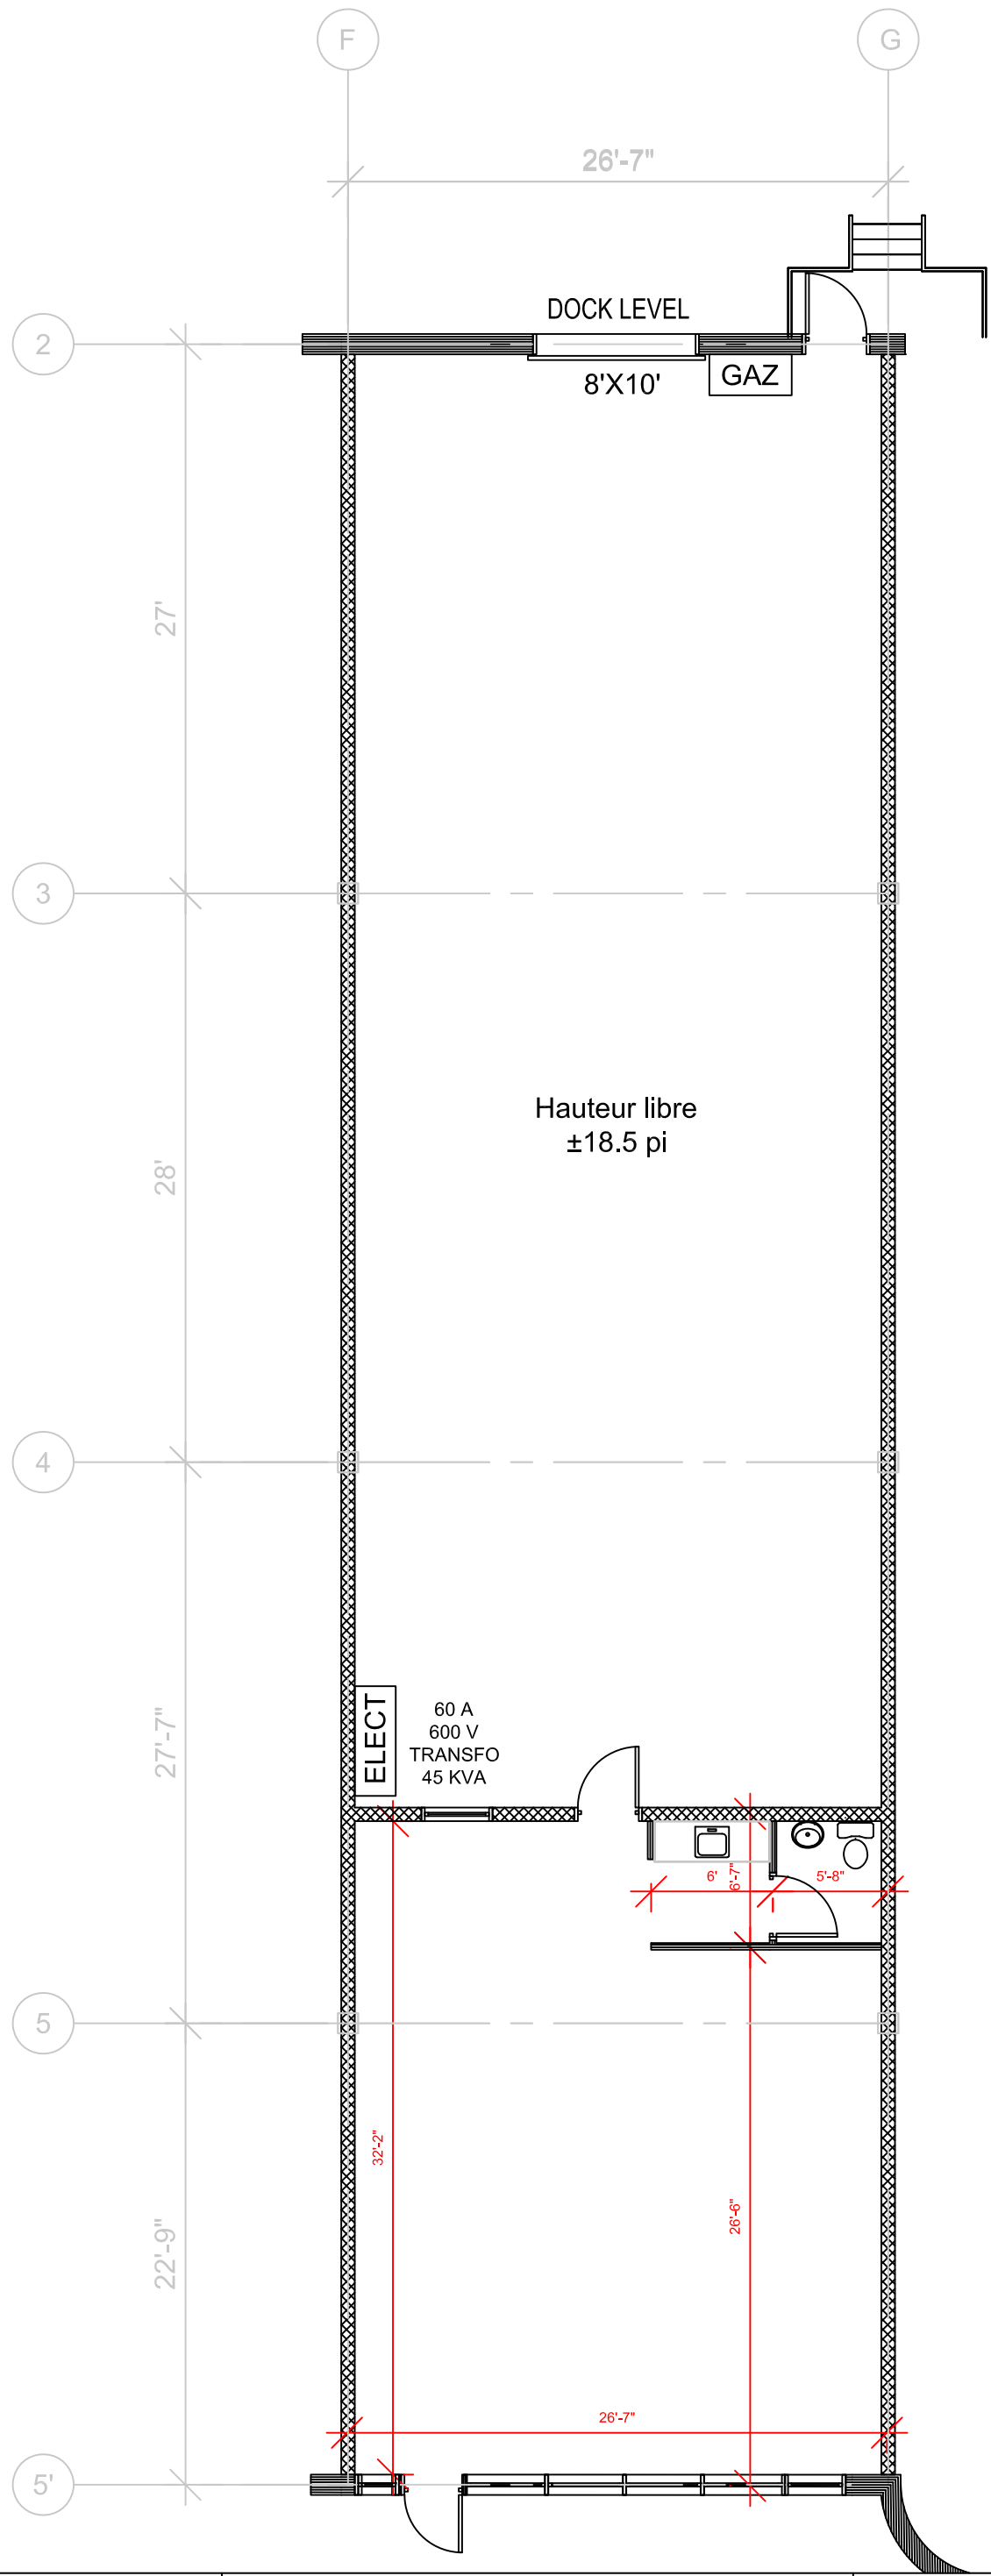 F
G
26'-7"
DOCK LEVEL
2
8'X10'
GAZ
27'
3
Hauteur libre
±18.5 pi
28'
4
27'-7"
ELECT
60 A
600 V
TRANSFO
45 KVA
6'
6'-7"
5'-8"
5
32'-2"
26'-6"
22'-9"
26'-7"
5'